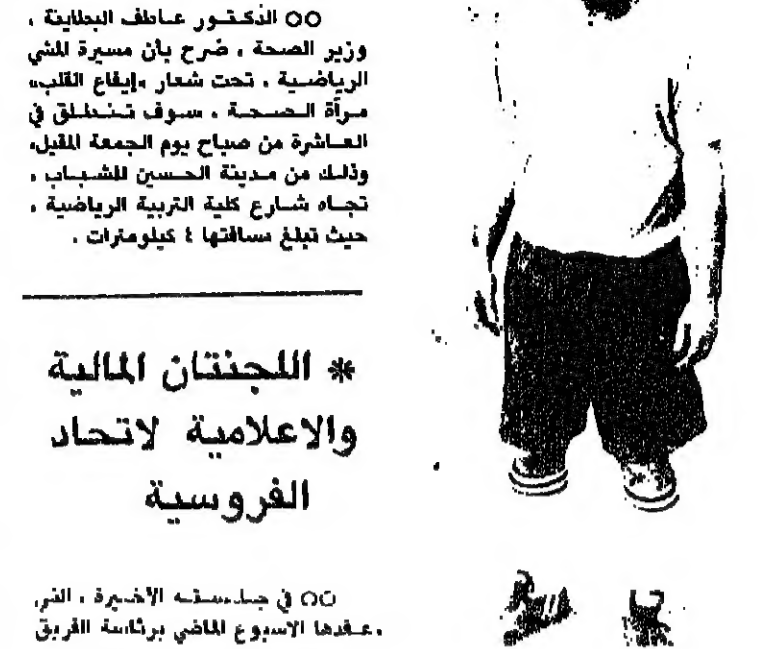 ○○ الدكتور عاطف البطاينة ،
وزير الصحة ، صرح بأن مسيرة المشي
الرياضية ، تحت شعار «إيقاع القلب»
مرآة الصحة ، سوف تنطلق في
العاشرة من صباح يوم الجمعة المقبل،
وذلك من مدينة الحسين للشباب ،
تجاه شارع كلية التربية الرياضية ،
حيث تبلغ مسافتها ٤ كيلومترات .
* اللجنتان المالية
والاعلامية لاتحاد
الفروسية
○○ في جلسته الأخيرة ، التي
عقدها الاسبوع الماضي برئاسة الفريق